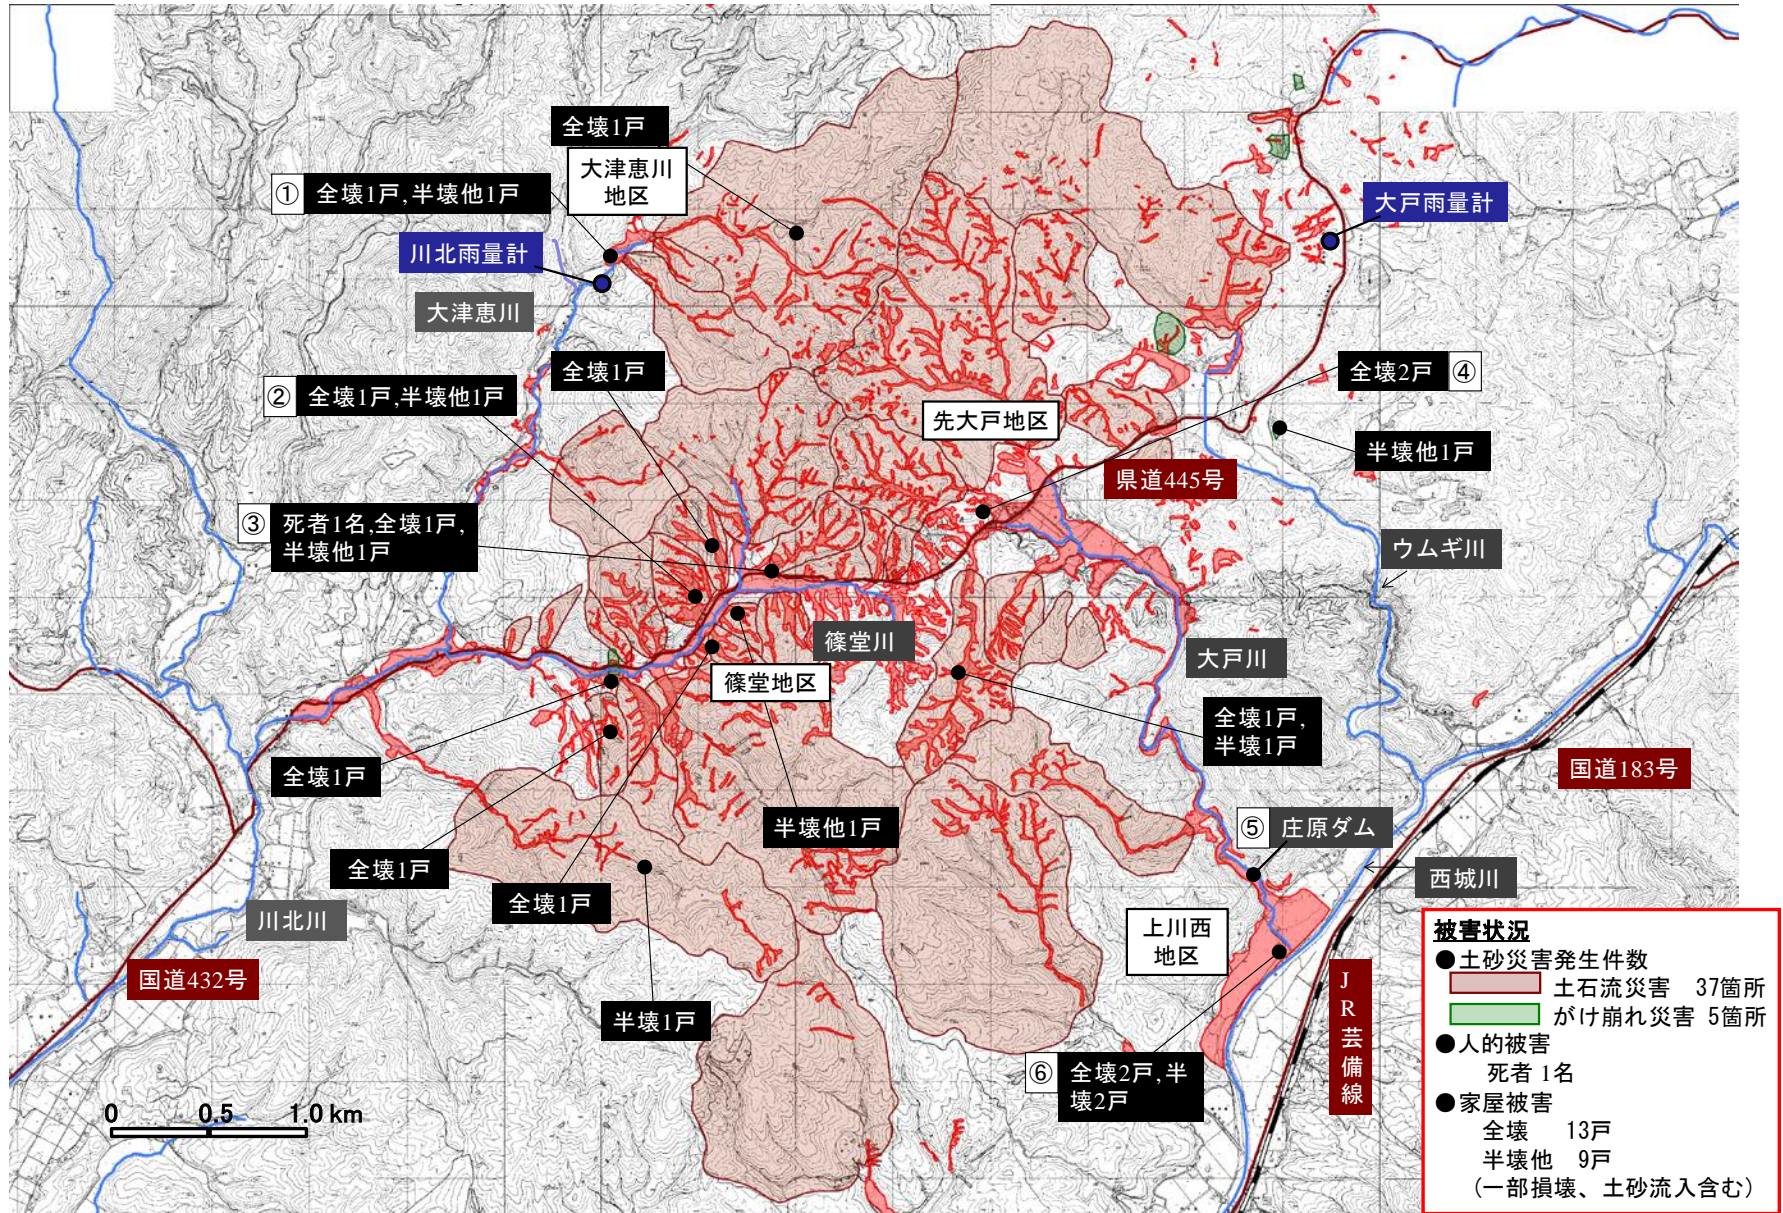 全壊1戸
大津恵川
地区
① 全壊1戸,半壊他1戸
大戸雨量計
川北雨量計
大津恵川
全壊1戸
② 全壊1戸,半壊他1戸
全壊2戸 ④
先大戸地区
半壊他1戸
県道445号
③ 死者1名,全壊1戸,
半壊他1戸
ウムギ川
篠堂川
大戸川
篠堂地区
全壊1戸,
半壊1戸
全壊1戸
国道183号
半壊他1戸
⑤ 庄原ダム
全壊1戸
西城川
全壊1戸
川北川
上川西
地区
国道432号
半壊1戸
JR芸備線
⑥ 全壊2戸,半
壊2戸
0 0.5 1.0 km
被害状況
●土砂災害発生件数
土石流災害 37箇所
がけ崩れ災害 5箇所
●人的被害
死者 1名
●家屋被害
全壊 13戸
半壊他 9戸
(一部損壊、土砂流入含む)